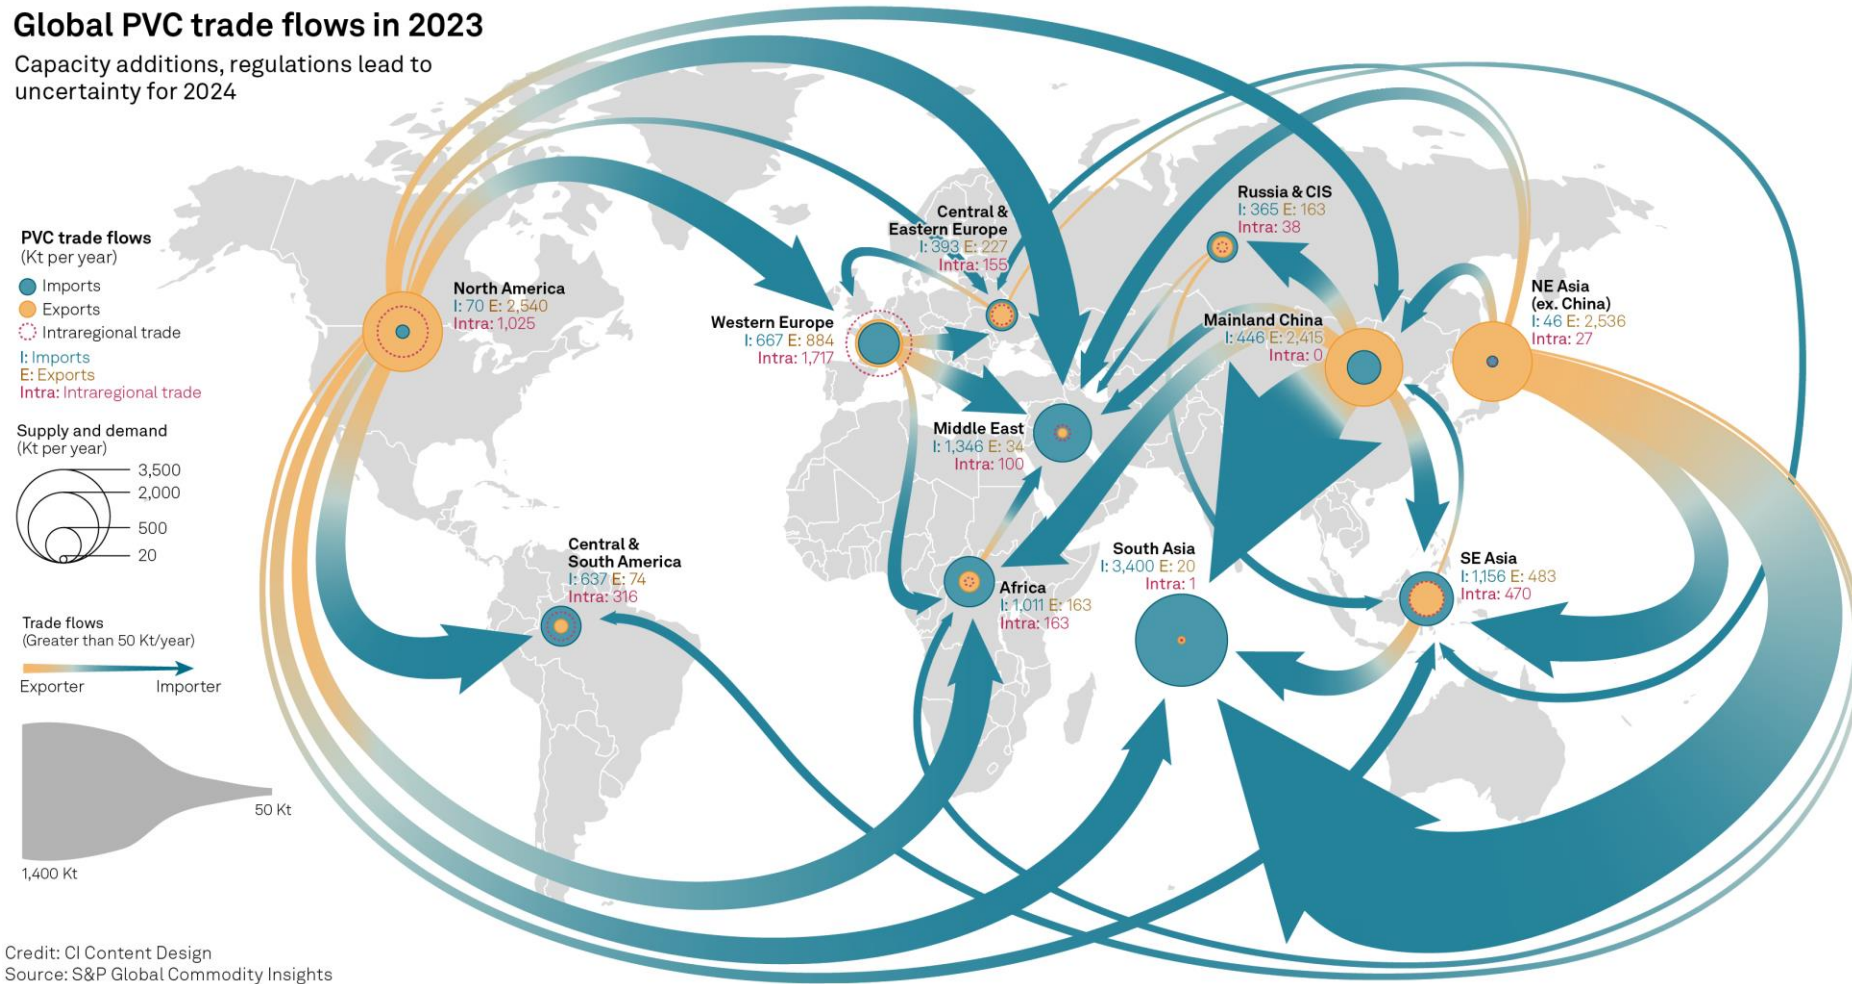 Global PVC trade flows in 2023
Capacity additions, regulations lead to
uncertainty for 2024
PVC trade flows
(Kt per year)
Imports
Exports
Intraregional trade
I: Imports
E: Exports
Intra: Intraregional trade
Supply and demand
(Kt per year)
3,500
2,000
500
20
Trade flows
(Greater than 50 Kt/year)
Exporter
Importer
50 Kt
1,400 Kt
North America
I: 70 E: 2,540
Intra: 1,025
Central &
South America
I: 637 E: 74
Intra: 316
Western Europe
I: 667 E: 884
Intra: 1,717
Central &
Eastern Europe
I: 393 E: 227
Intra: 155
Middle East
I: 1,346 E: 34
Intra: 100
Africa
I: 1,011 E: 163
Intra: 163
Russia & CIS
I: 365 E: 163
Intra: 38
Mainland China
I: 446 E: 2,415
Intra: 0
NE Asia
(ex. China)
I: 46 E: 2,536
Intra: 27
South Asia
I: 3,400 E: 20
Intra: 1
SE Asia
I: 1,156 E: 483
Intra: 470
Credit: CI Content Design
Source: S&P Global Commodity Insights